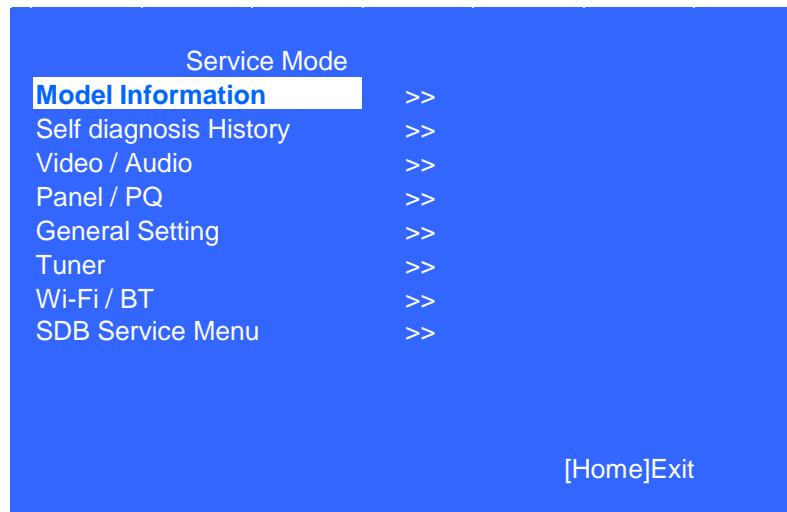 Service Mode
Model Information >>
Self diagnosis History >>
Video / Audio >>
Panel / PQ >>
General Setting >>
Tuner >>
Wi-Fi / BT >>
SDB Service Menu >>
[Home]Exit